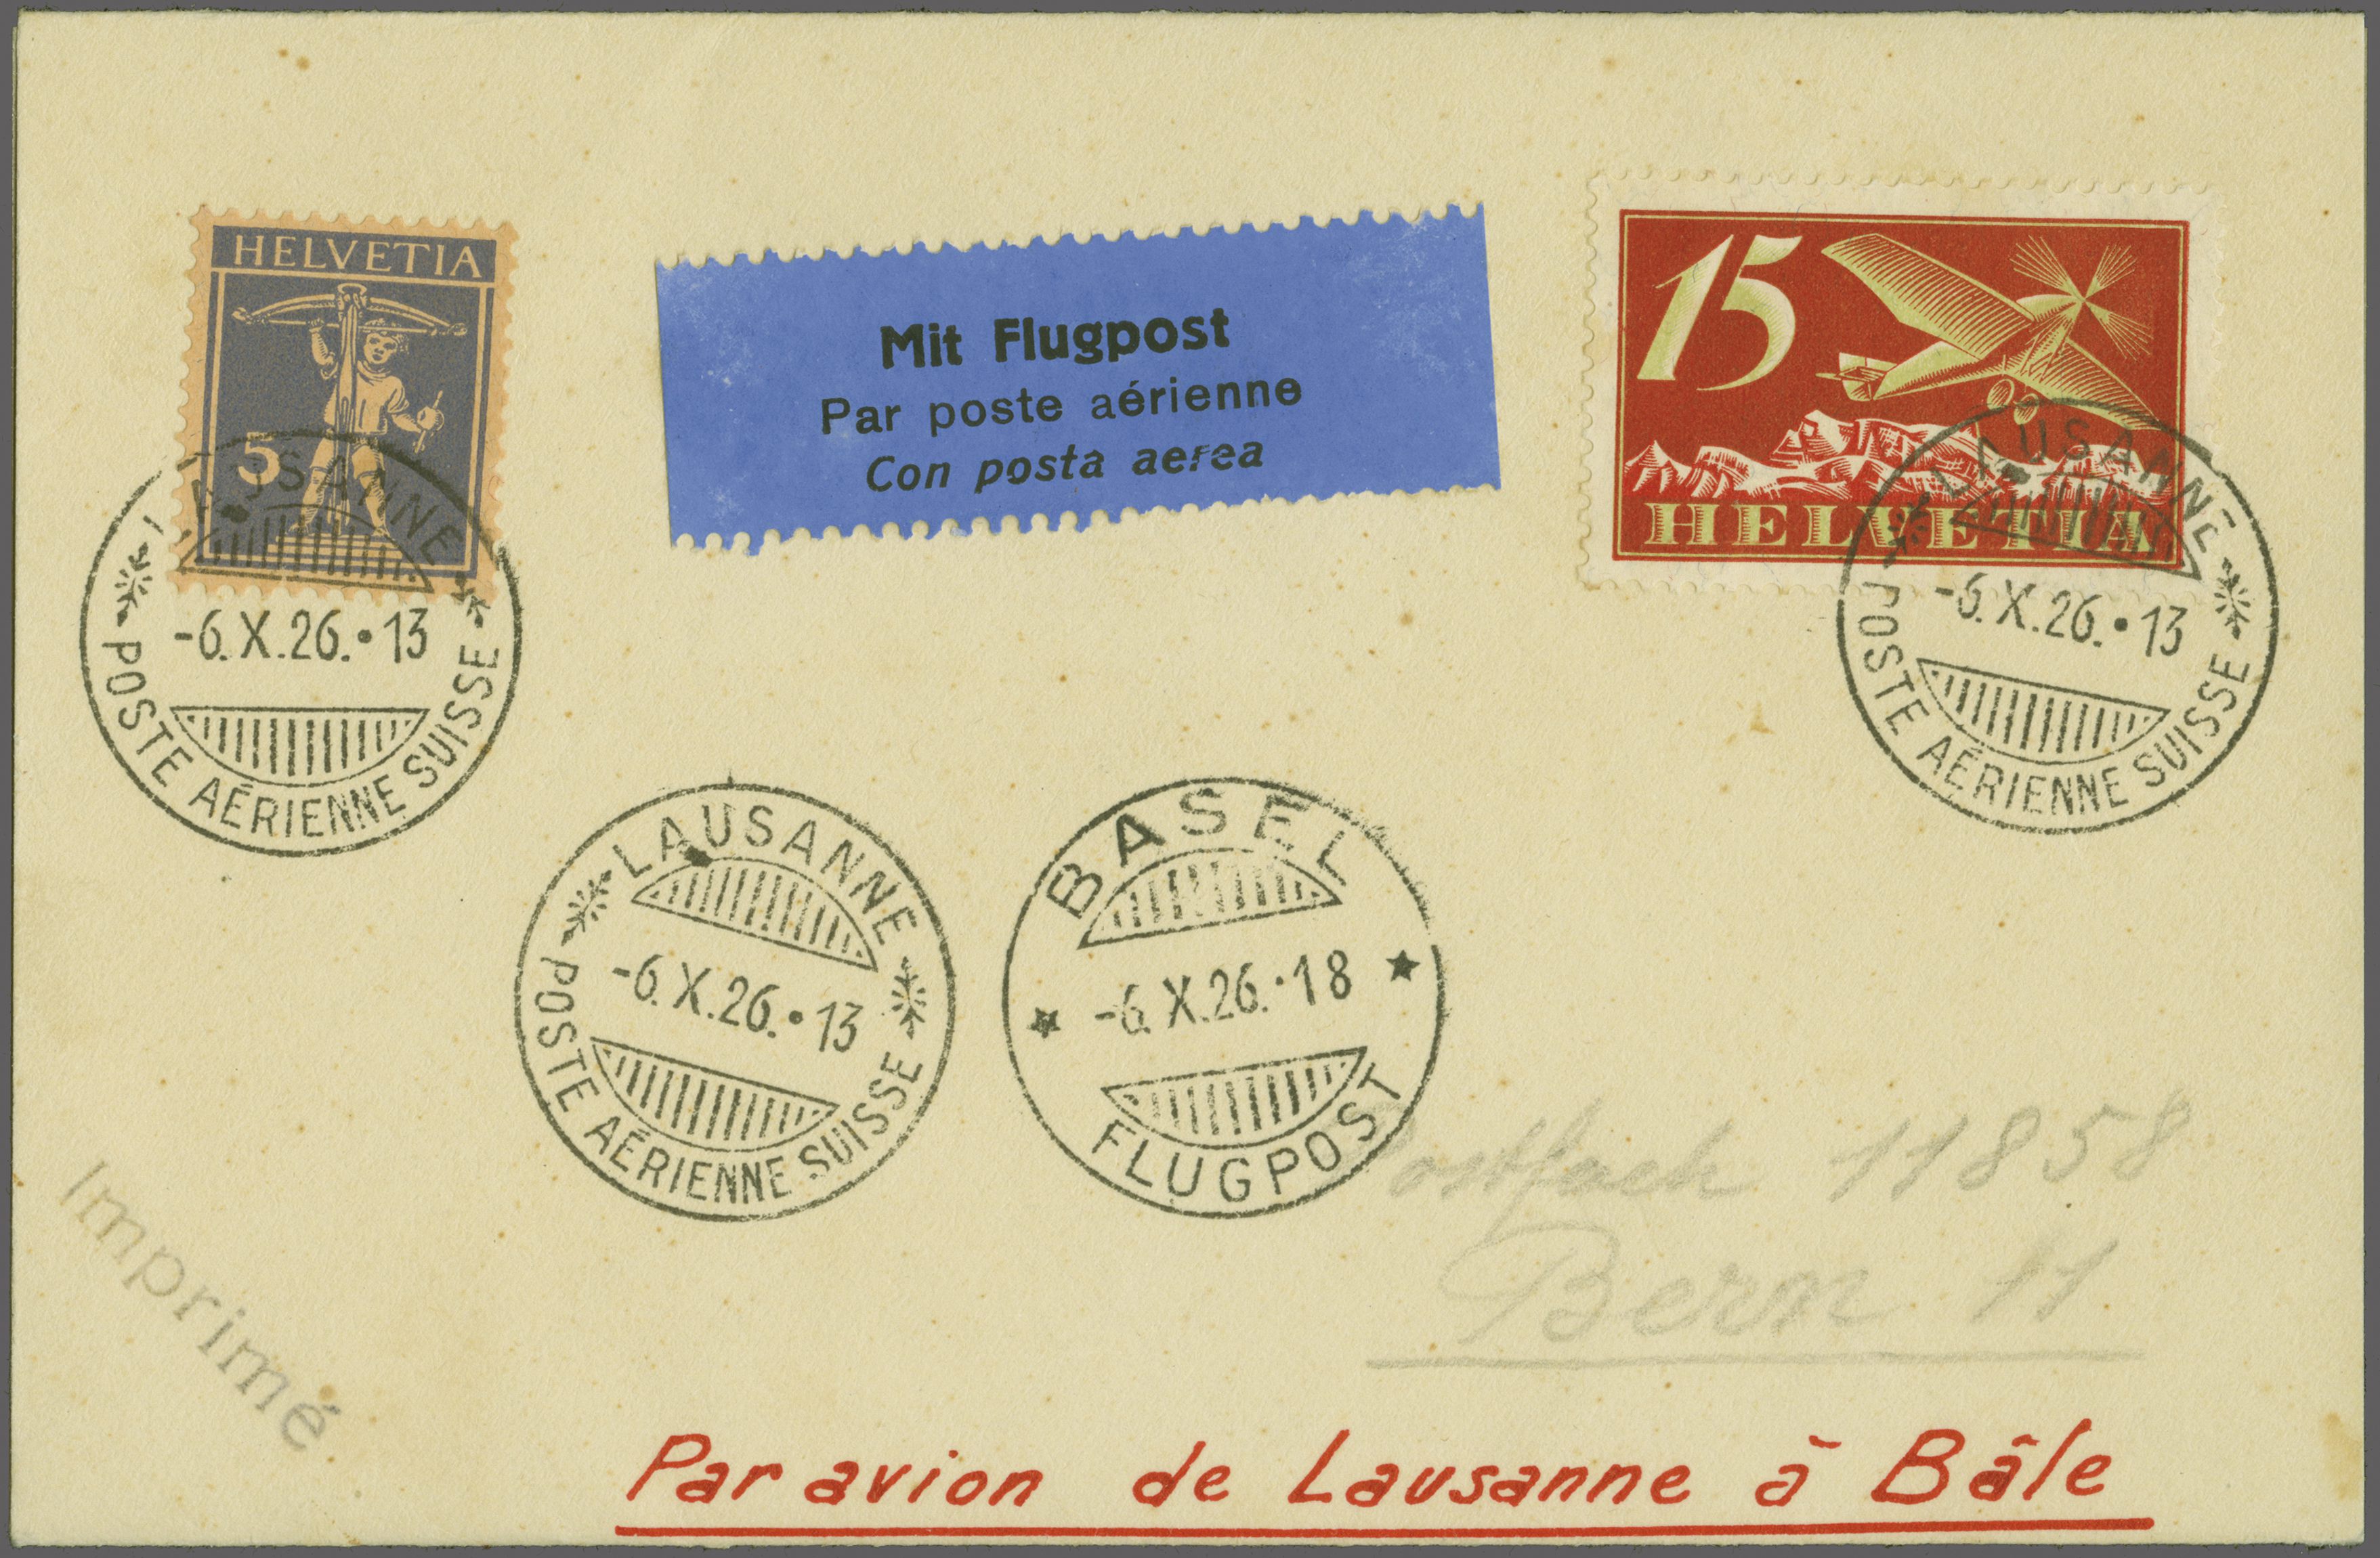 HELVETIA
5
Mit Flugpost
Par poste aérienne
Con posta aerea
15
HELVETIA
LAUSANNE
-6.X.26.•13
POSTE AÉRIENNE SUISSE
LAUSANNE
-6.X.26.•13
POSTE AÉRIENNE SUISSE
LAUSANNE
-6.X.26.•13
POSTE AÉRIENNE SUISSE
BASEL
-6.X.26.·18
FLUGPOST
Postfach 11858
Bern 11
Imprimé
Par avion de Lausanne à Bâle